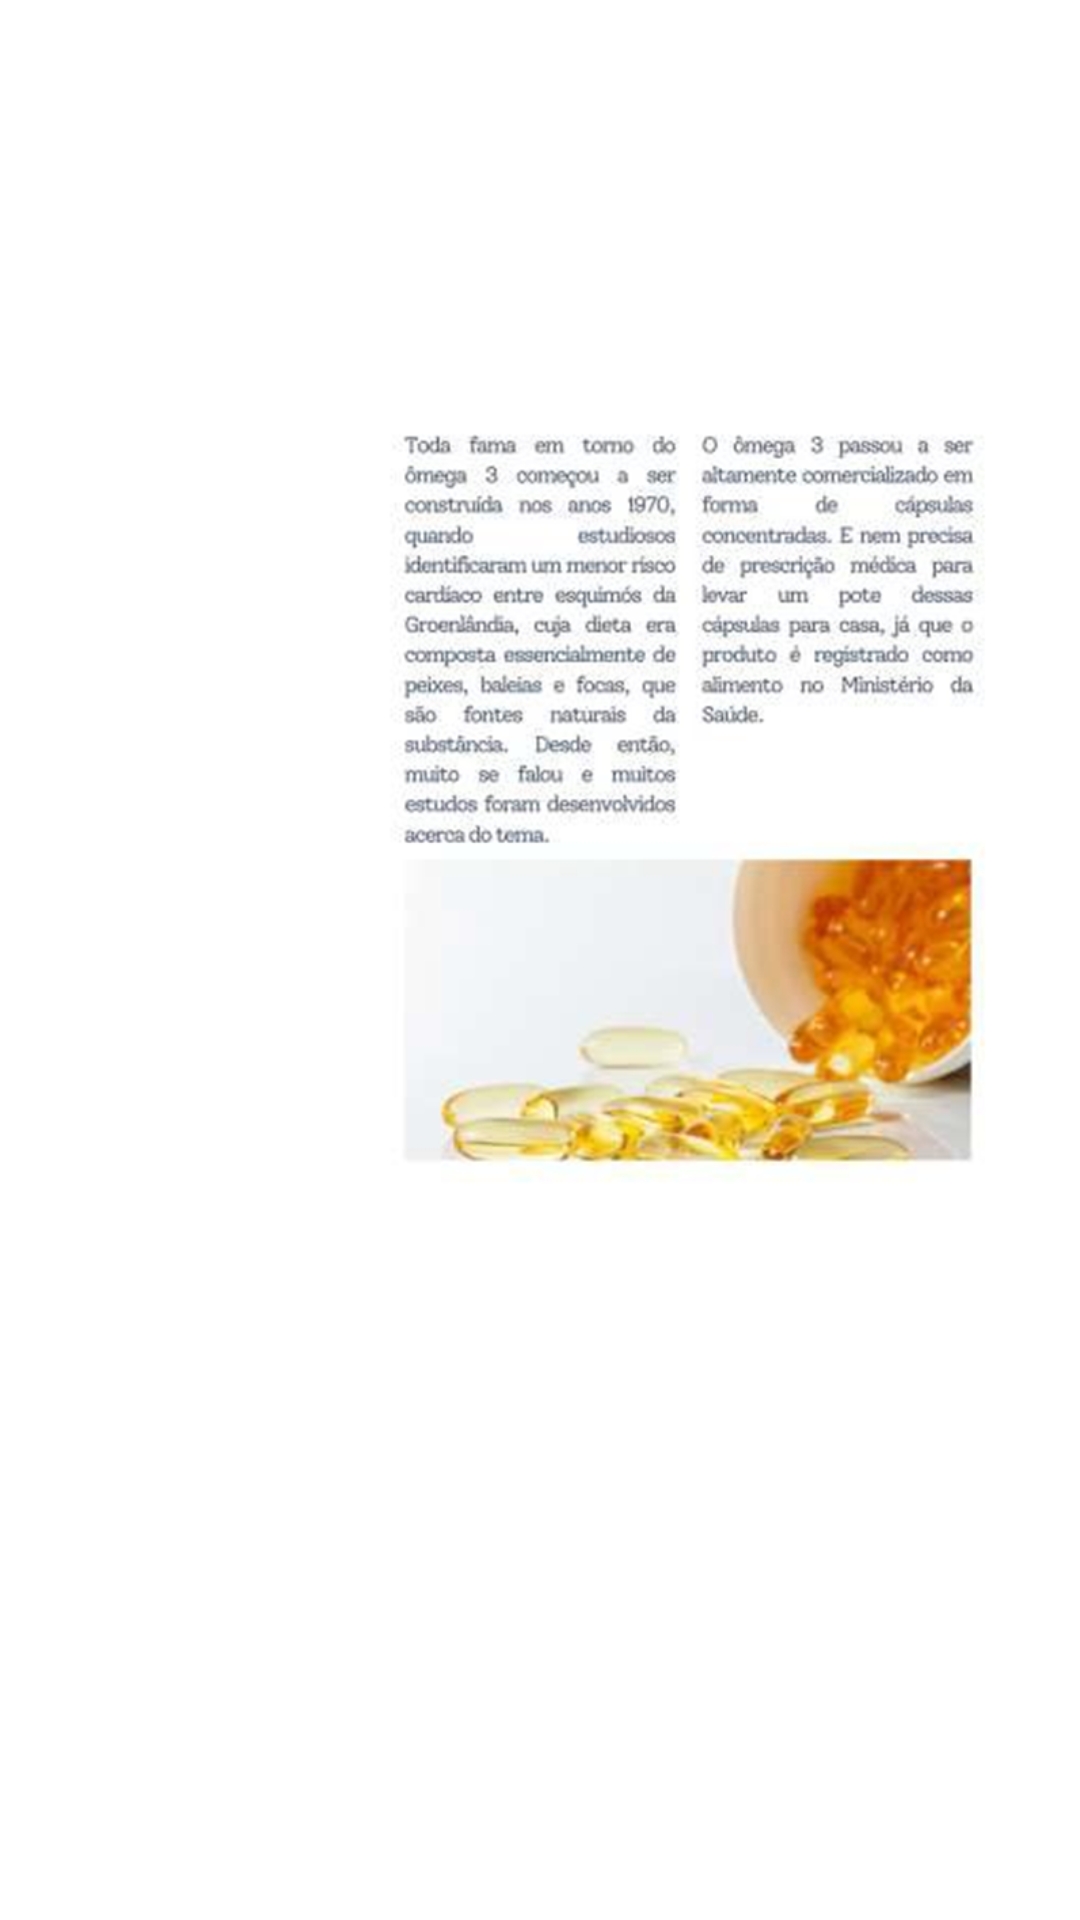 Toda fama em torno do
ômega 3 começou a ser
construída nos anos 1970,
quando estudiosos
identificaram um menor risco
cardíaco entre esquimós da
Groenlândia, cuja dieta era
composta essencialmente de
peixes, baleias e focas, que
são fontes naturais da
substância. Desde então,
muito se falou e muitos
estudos foram desenvolvidos
acerca do tema.
O ômega 3 passou a ser
altamente comercializado em
forma de cápsulas
concentradas. E nem precisa
de prescrição médica para
levar um pote dessas
cápsulas para casa, já que o
produto é registrado como
alimento no Ministério da
Saúde.